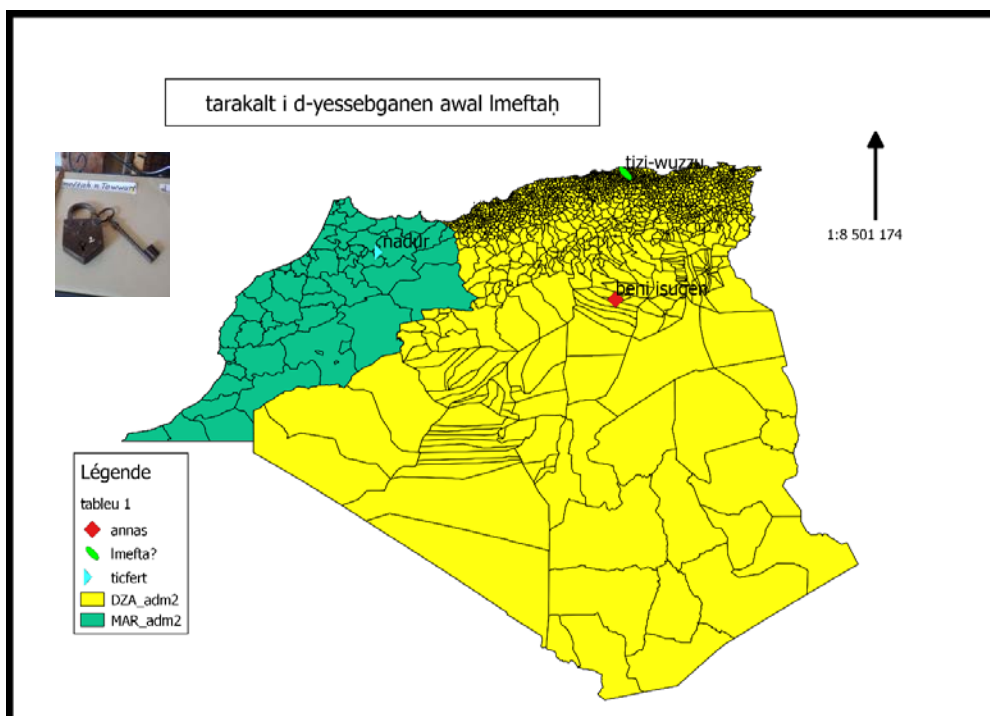 tarakalt i d-yessebganen awal lmeftaḥ
tizi-wuzzu
1:8 501 174
nadur
beni isugen
Légende
tableu 1
annaṣ
lmefta?
ticfert
DZA_adm2
MAR_adm2